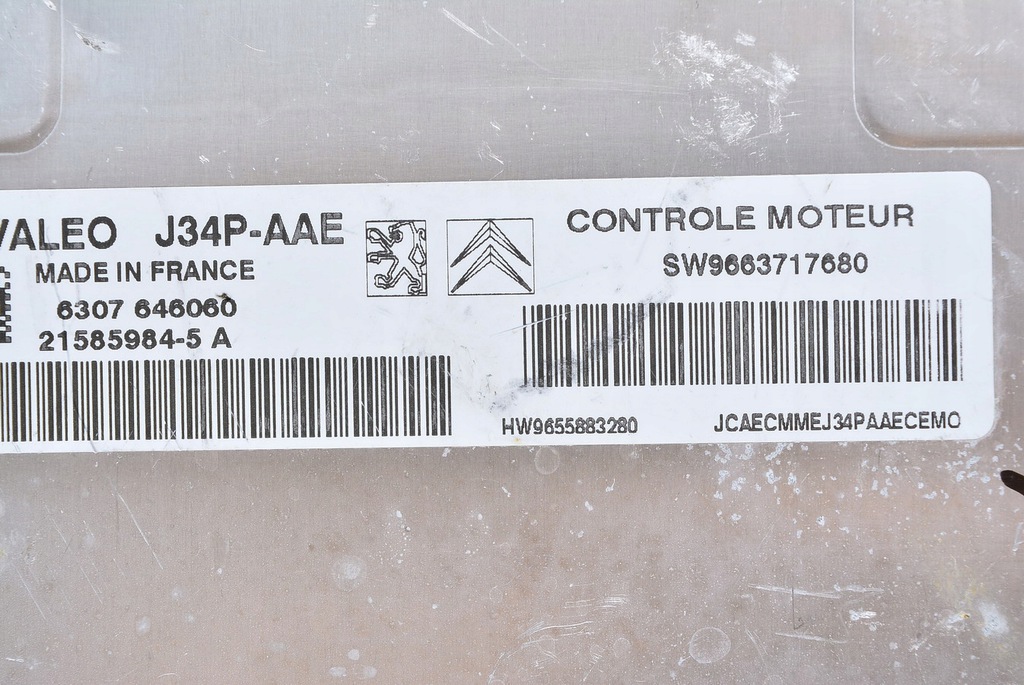 VALEO J34P-AAE
MADE IN FRANCE
6307 646060
21585984-5 A
CONTROLE MOTEUR
SW9663717680
HW9655883280 JCAECMMEJ34PAAECEMO